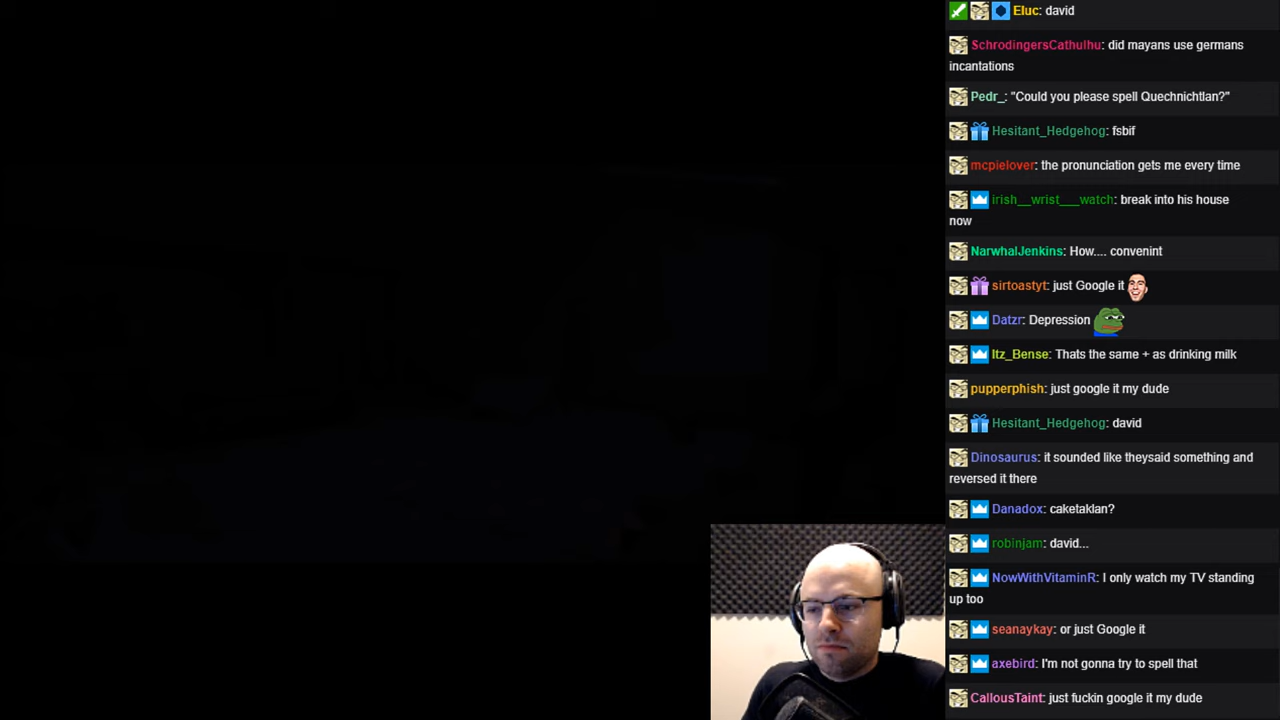 Eluc: david
SchrodingersCathulhu: did mayans use germans
incantations
Pedr_: "Could you please spell Quechnichtlan?"
Hesitant_Hedgehog: fsbif
mcpielover: the pronunciation gets me every time
irish__wrist___watch: break into his house
now
NarwhalJenkins: How.... convenint
sirtoastyt: just Google it
Datzr: Depression
Itz_Bense: Thats the same + as drinking milk
pupperphish: just google it my dude
Hesitant_Hedgehog: david
Dinosaurus: it sounded like theysaid something and
reversed it there
Danadox: caketaklan?
robinjam: david...
NowWithVitaminR: I only watch my TV standing
up too
seanaykay: or just Google it
axebird: I'm not gonna try to spell that
CallousTaint: just fuckin google it my dude